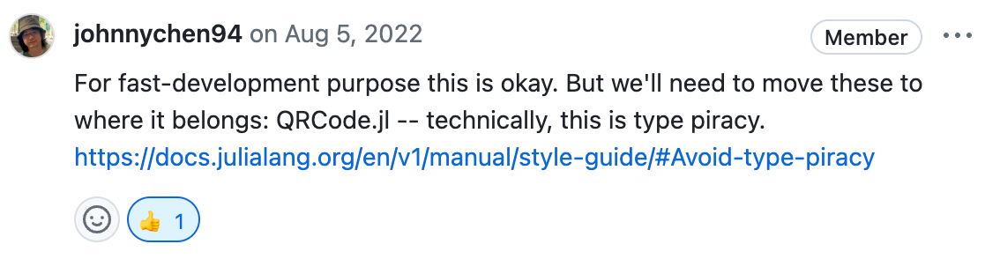 johnnychen94 on Aug 5, 2022 Member
For fast-development purpose this is okay. But we'll need to move these to
where it belongs: QRCode.jl -- technically, this is type piracy.
https://docs.julialang.org/en/v1/manual/style-guide/#Avoid-type-piracy
👍 1